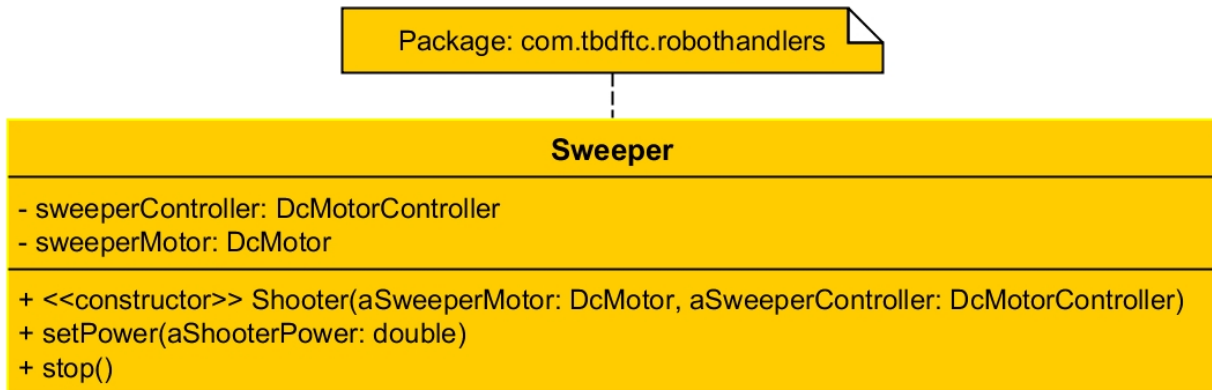 Package: com.tbdftc.robothandlers
Sweeper
- sweeperController: DcMotorController
- sweeperMotor: DcMotor
+ <<constructor>> Shooter(aSweeperMotor: DcMotor, aSweeperController: DcMotorController)
+ setPower(aShooterPower: double)
+ stop()